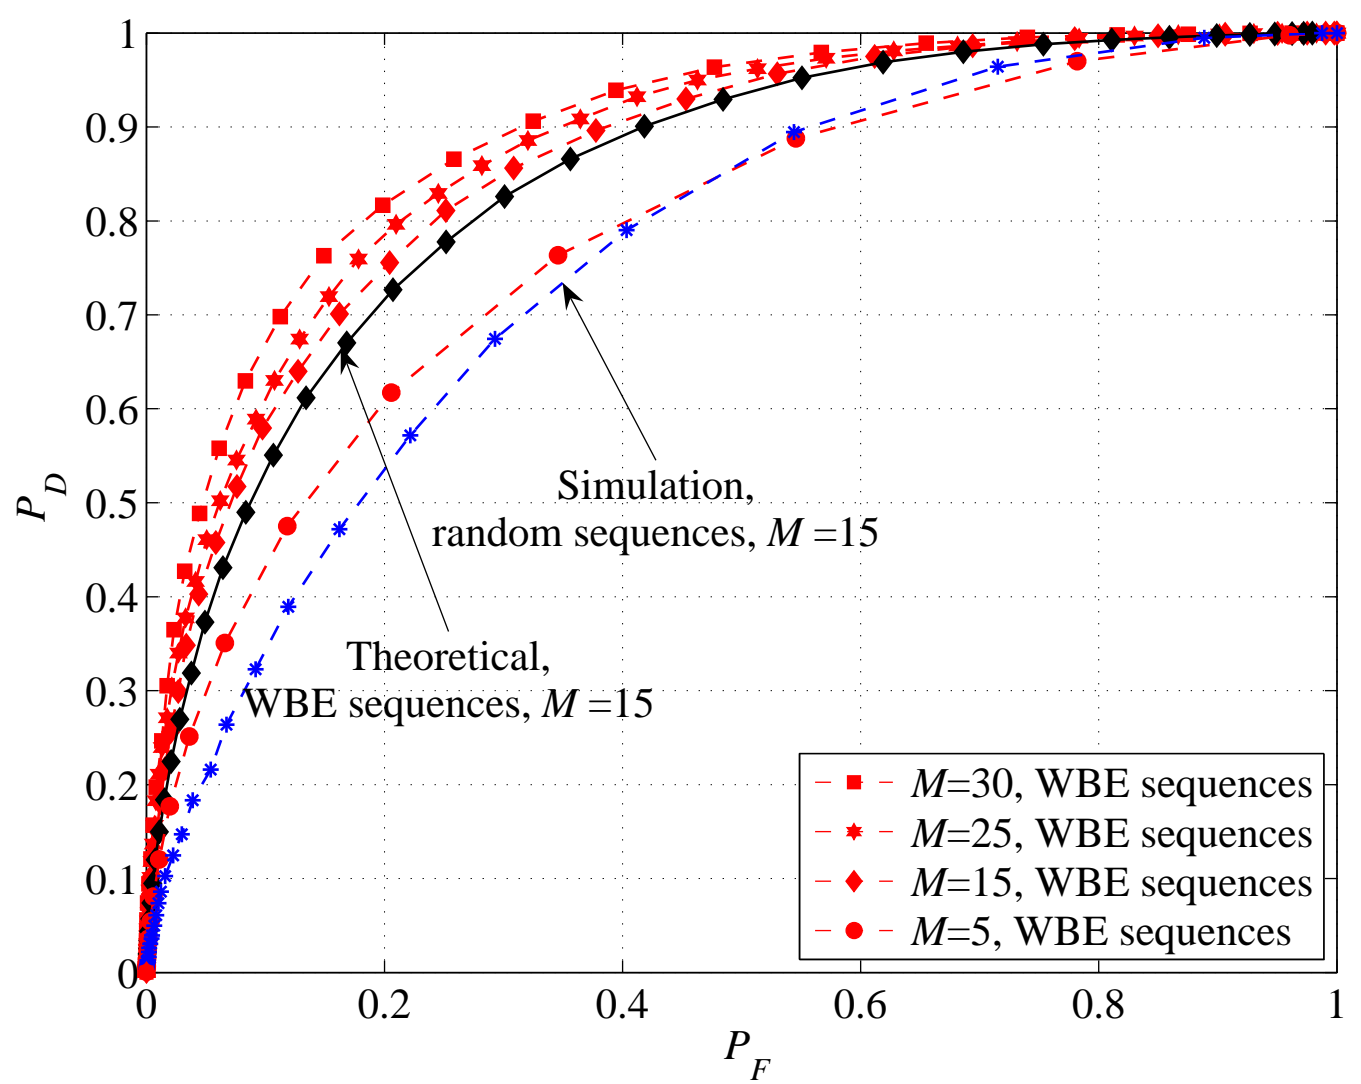 1
0.9
0.8
0.7
0.6
0.5
0.4
0.3
0.2
0.1
0
P_D
Simulation,
random sequences, M =15
Theoretical,
WBE sequences, M =15
M=30, WBE sequences
M=25, WBE sequences
M=15, WBE sequences
M=5, WBE sequences
0 0.2 0.4 0.6 0.8 1
P_F